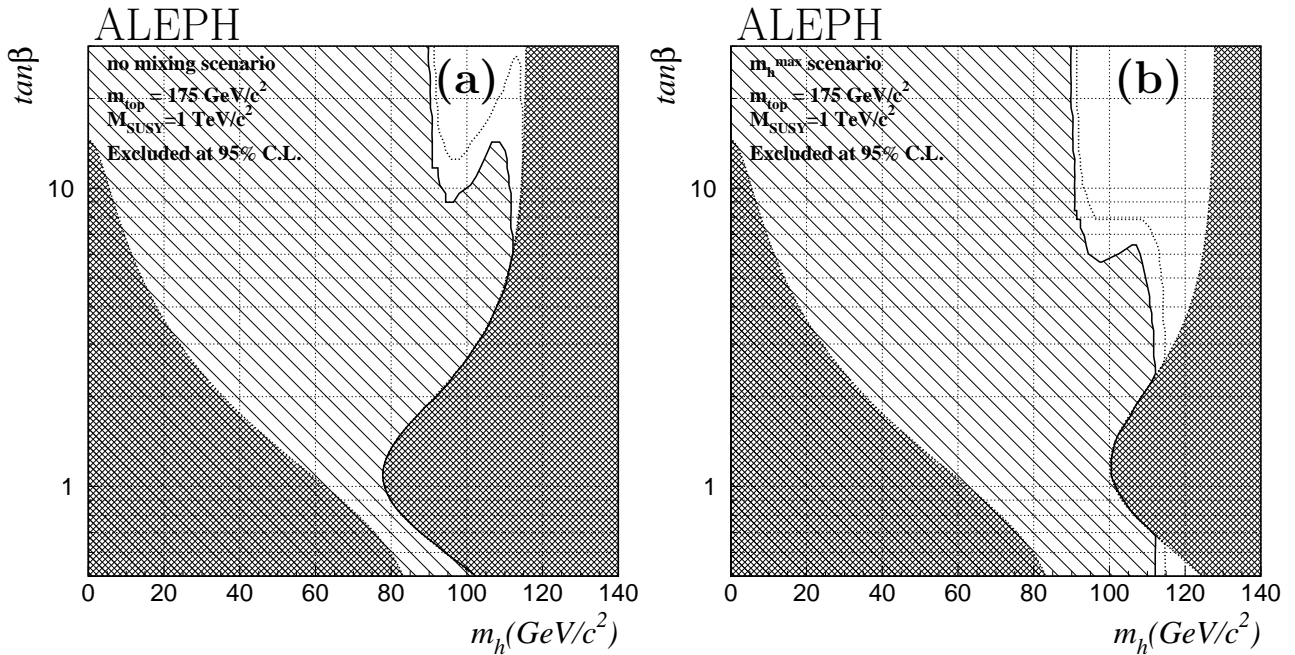 ALEPH
tanβ
no mixing scenario
(a)
m_top = 175 GeV/c²
M_SUSY=1 TeV/c²
Excluded at 95% C.L.
10
1
0 20 40 60 80 100 120 140
m_h(GeV/c²)
ALEPH
tanβ
m_h^max scenario
(b)
m_top = 175 GeV/c²
M_SUSY=1 TeV/c²
Excluded at 95% C.L.
10
1
0 20 40 60 80 100 120 140
m_h(GeV/c²)